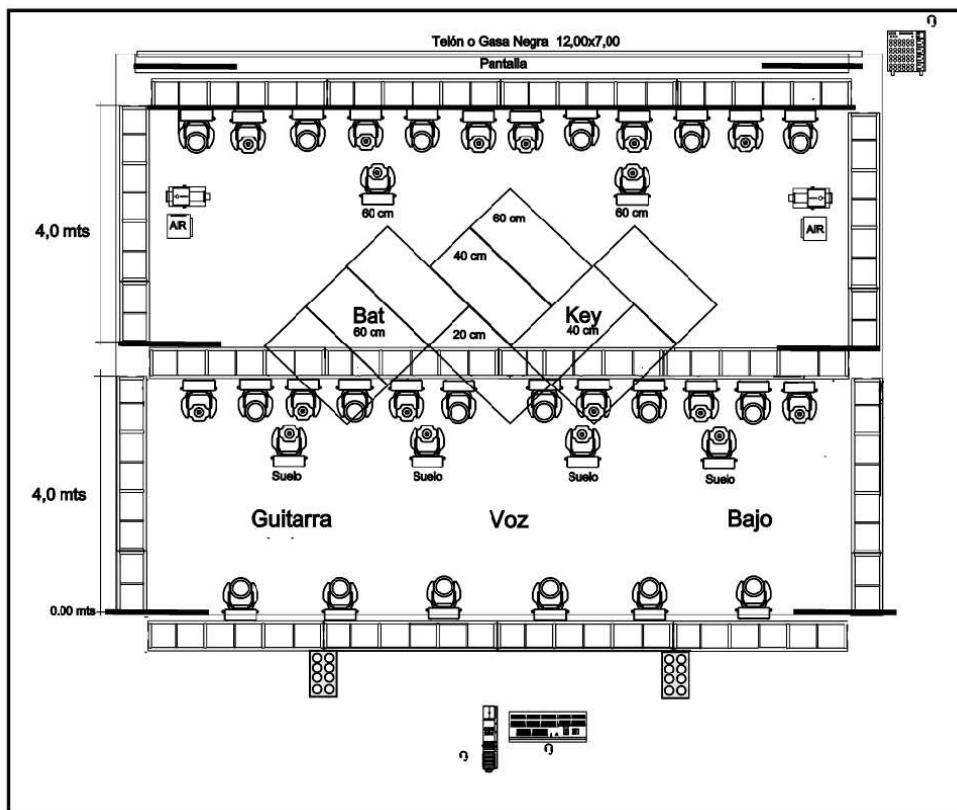 Telón o Gasa Negra 12,00x7,00
Pantalla
60 cm
60 cm
AIR
AIR
60 cm
4,0 mts
40 cm
Bat
60 cm
20 cm
Key
40 cm
Suelo
Suelo
Suelo
Suelo
4,0 mts
Guitarra
Voz
Bajo
0.00 mts